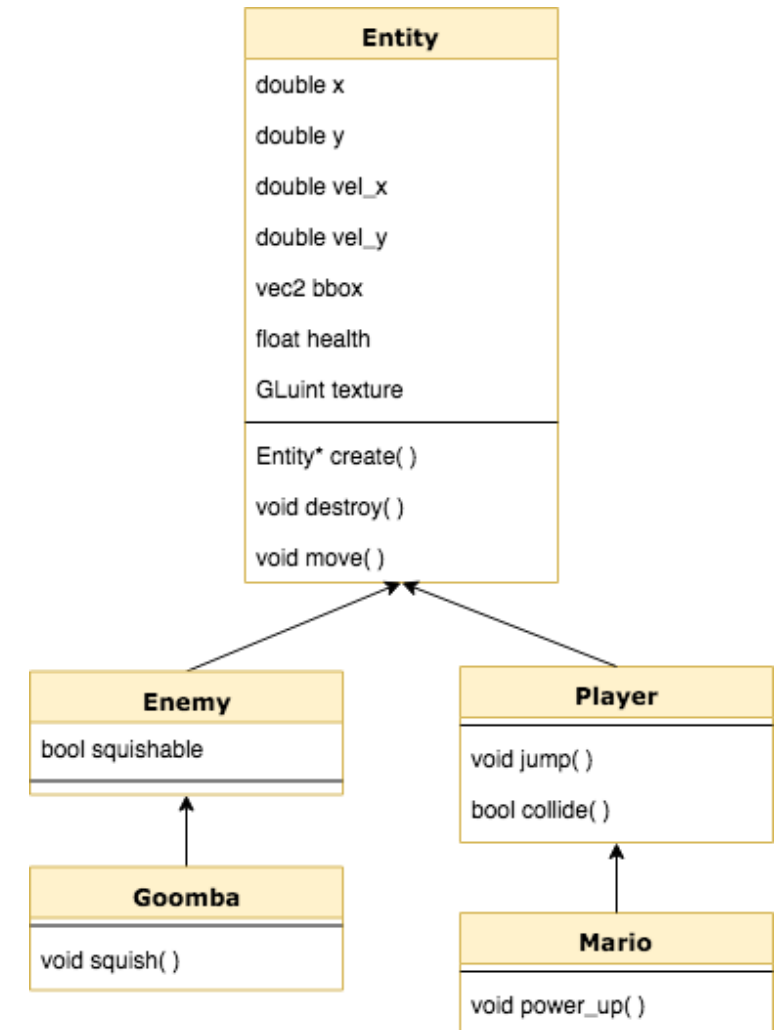 Entity
double x
double y
double vel_x
double vel_y
vec2 bbox
float health
GLuint texture
Entity* create( )
void destroy( )
void move( )
Enemy
bool squishable
Goomba
void squish( )
Player
void jump( )
bool collide( )
Mario
void power_up( )